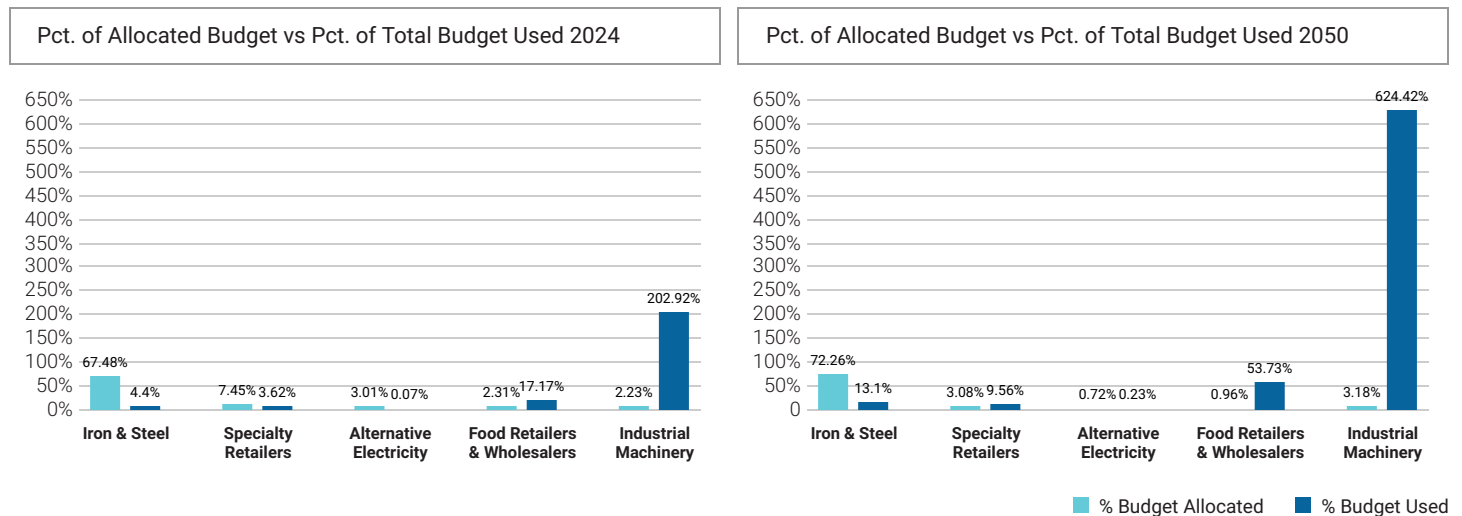 Pct. of Allocated Budget vs Pct. of Total Budget Used 2024
650%
600%
550%
500%
450%
400%
350%
300%
250%
200%
150%
100%
50%
0%
67.48%
4.4%
7.45%
3.62%
3.01%
0.07%
2.31%
17.17%
2.23%
202.92%
Iron & Steel
Specialty
Retailers
Alternative
Electricity
Food Retailers
& Wholesalers
Industrial
Machinery
Pct. of Allocated Budget vs Pct. of Total Budget Used 2050
650%
600%
550%
500%
450%
400%
350%
300%
250%
200%
150%
100%
50%
0
72.26%
13.1%
3.08%
9.56%
0.72%
0.23%
0.96%
53.73%
3.18%
624.42%
Iron & Steel
Specialty
Retailers
Alternative
Electricity
Food Retailers
& Wholesalers
Industrial
Machinery
% Budget Allocated
% Budget Used